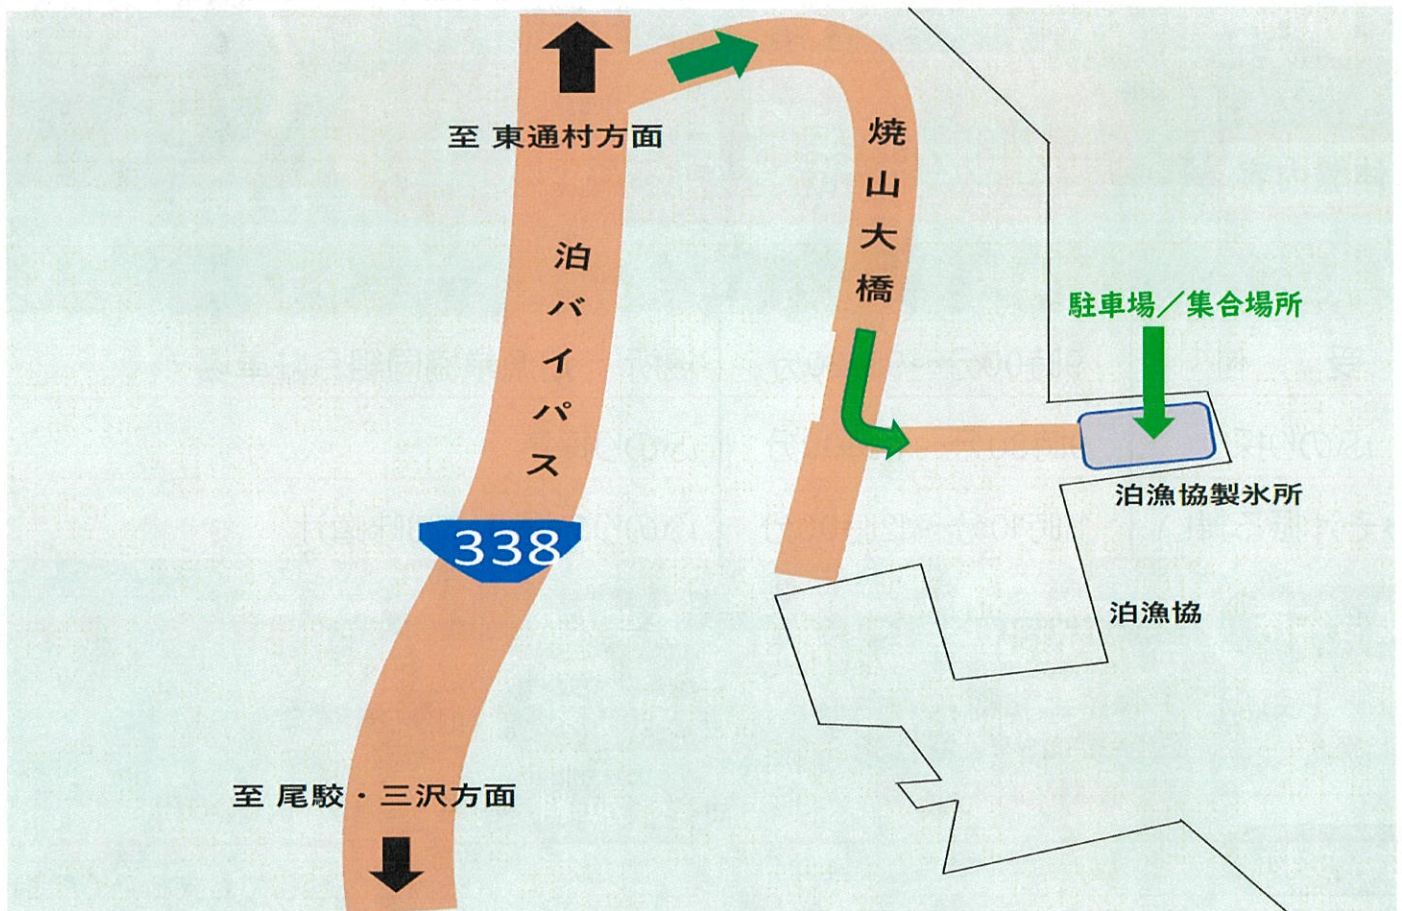 至 東通村方面
焼山大橋
泊バイパス
駐車場／集合場所
338
泊漁協製氷所
泊漁協
至 尾駮・三沢方面